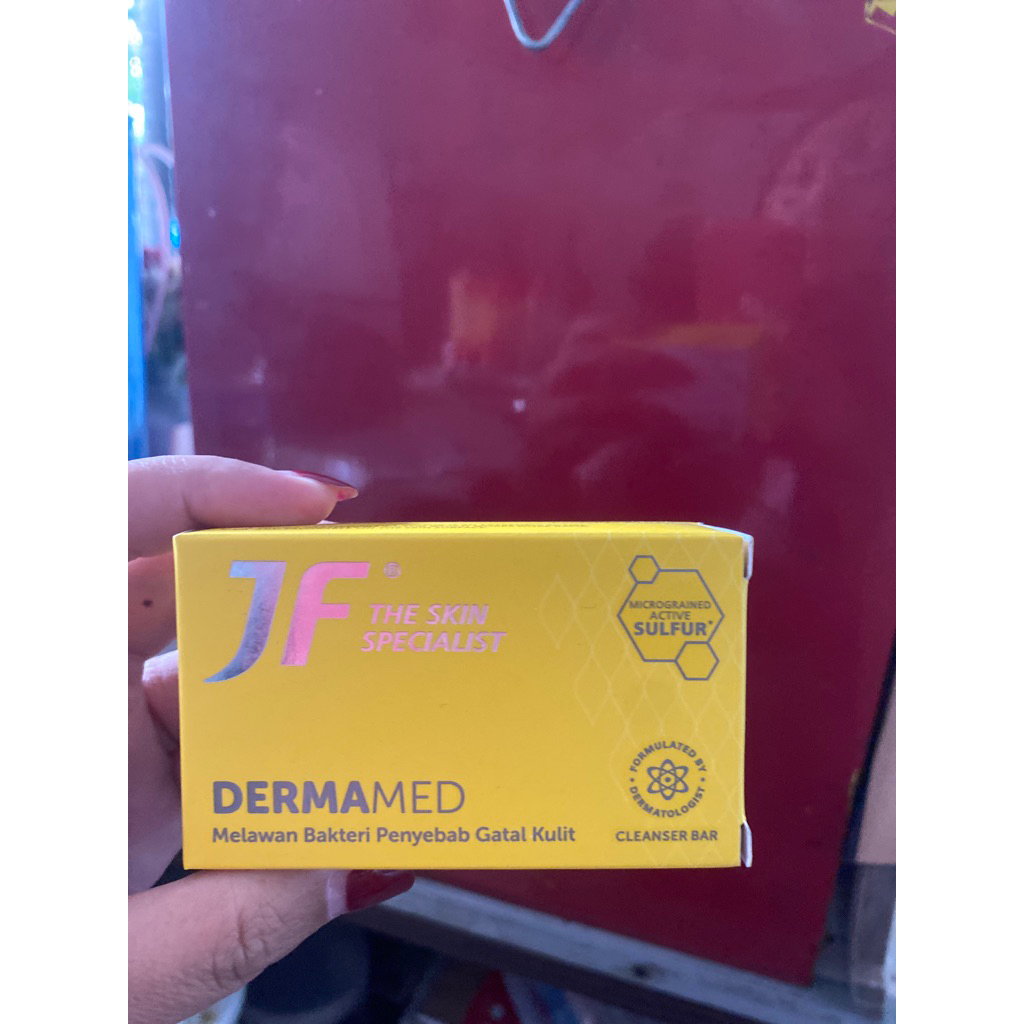 JF®
THE SKIN
SPECIALIST
MICROGRAINED
ACTIVE
SULFUR*
FORMULATED BY
DERMATOLOGIST
DERMAMED
Melawan Bakteri Penyebab Gatal Kulit
CLEANSER BAR